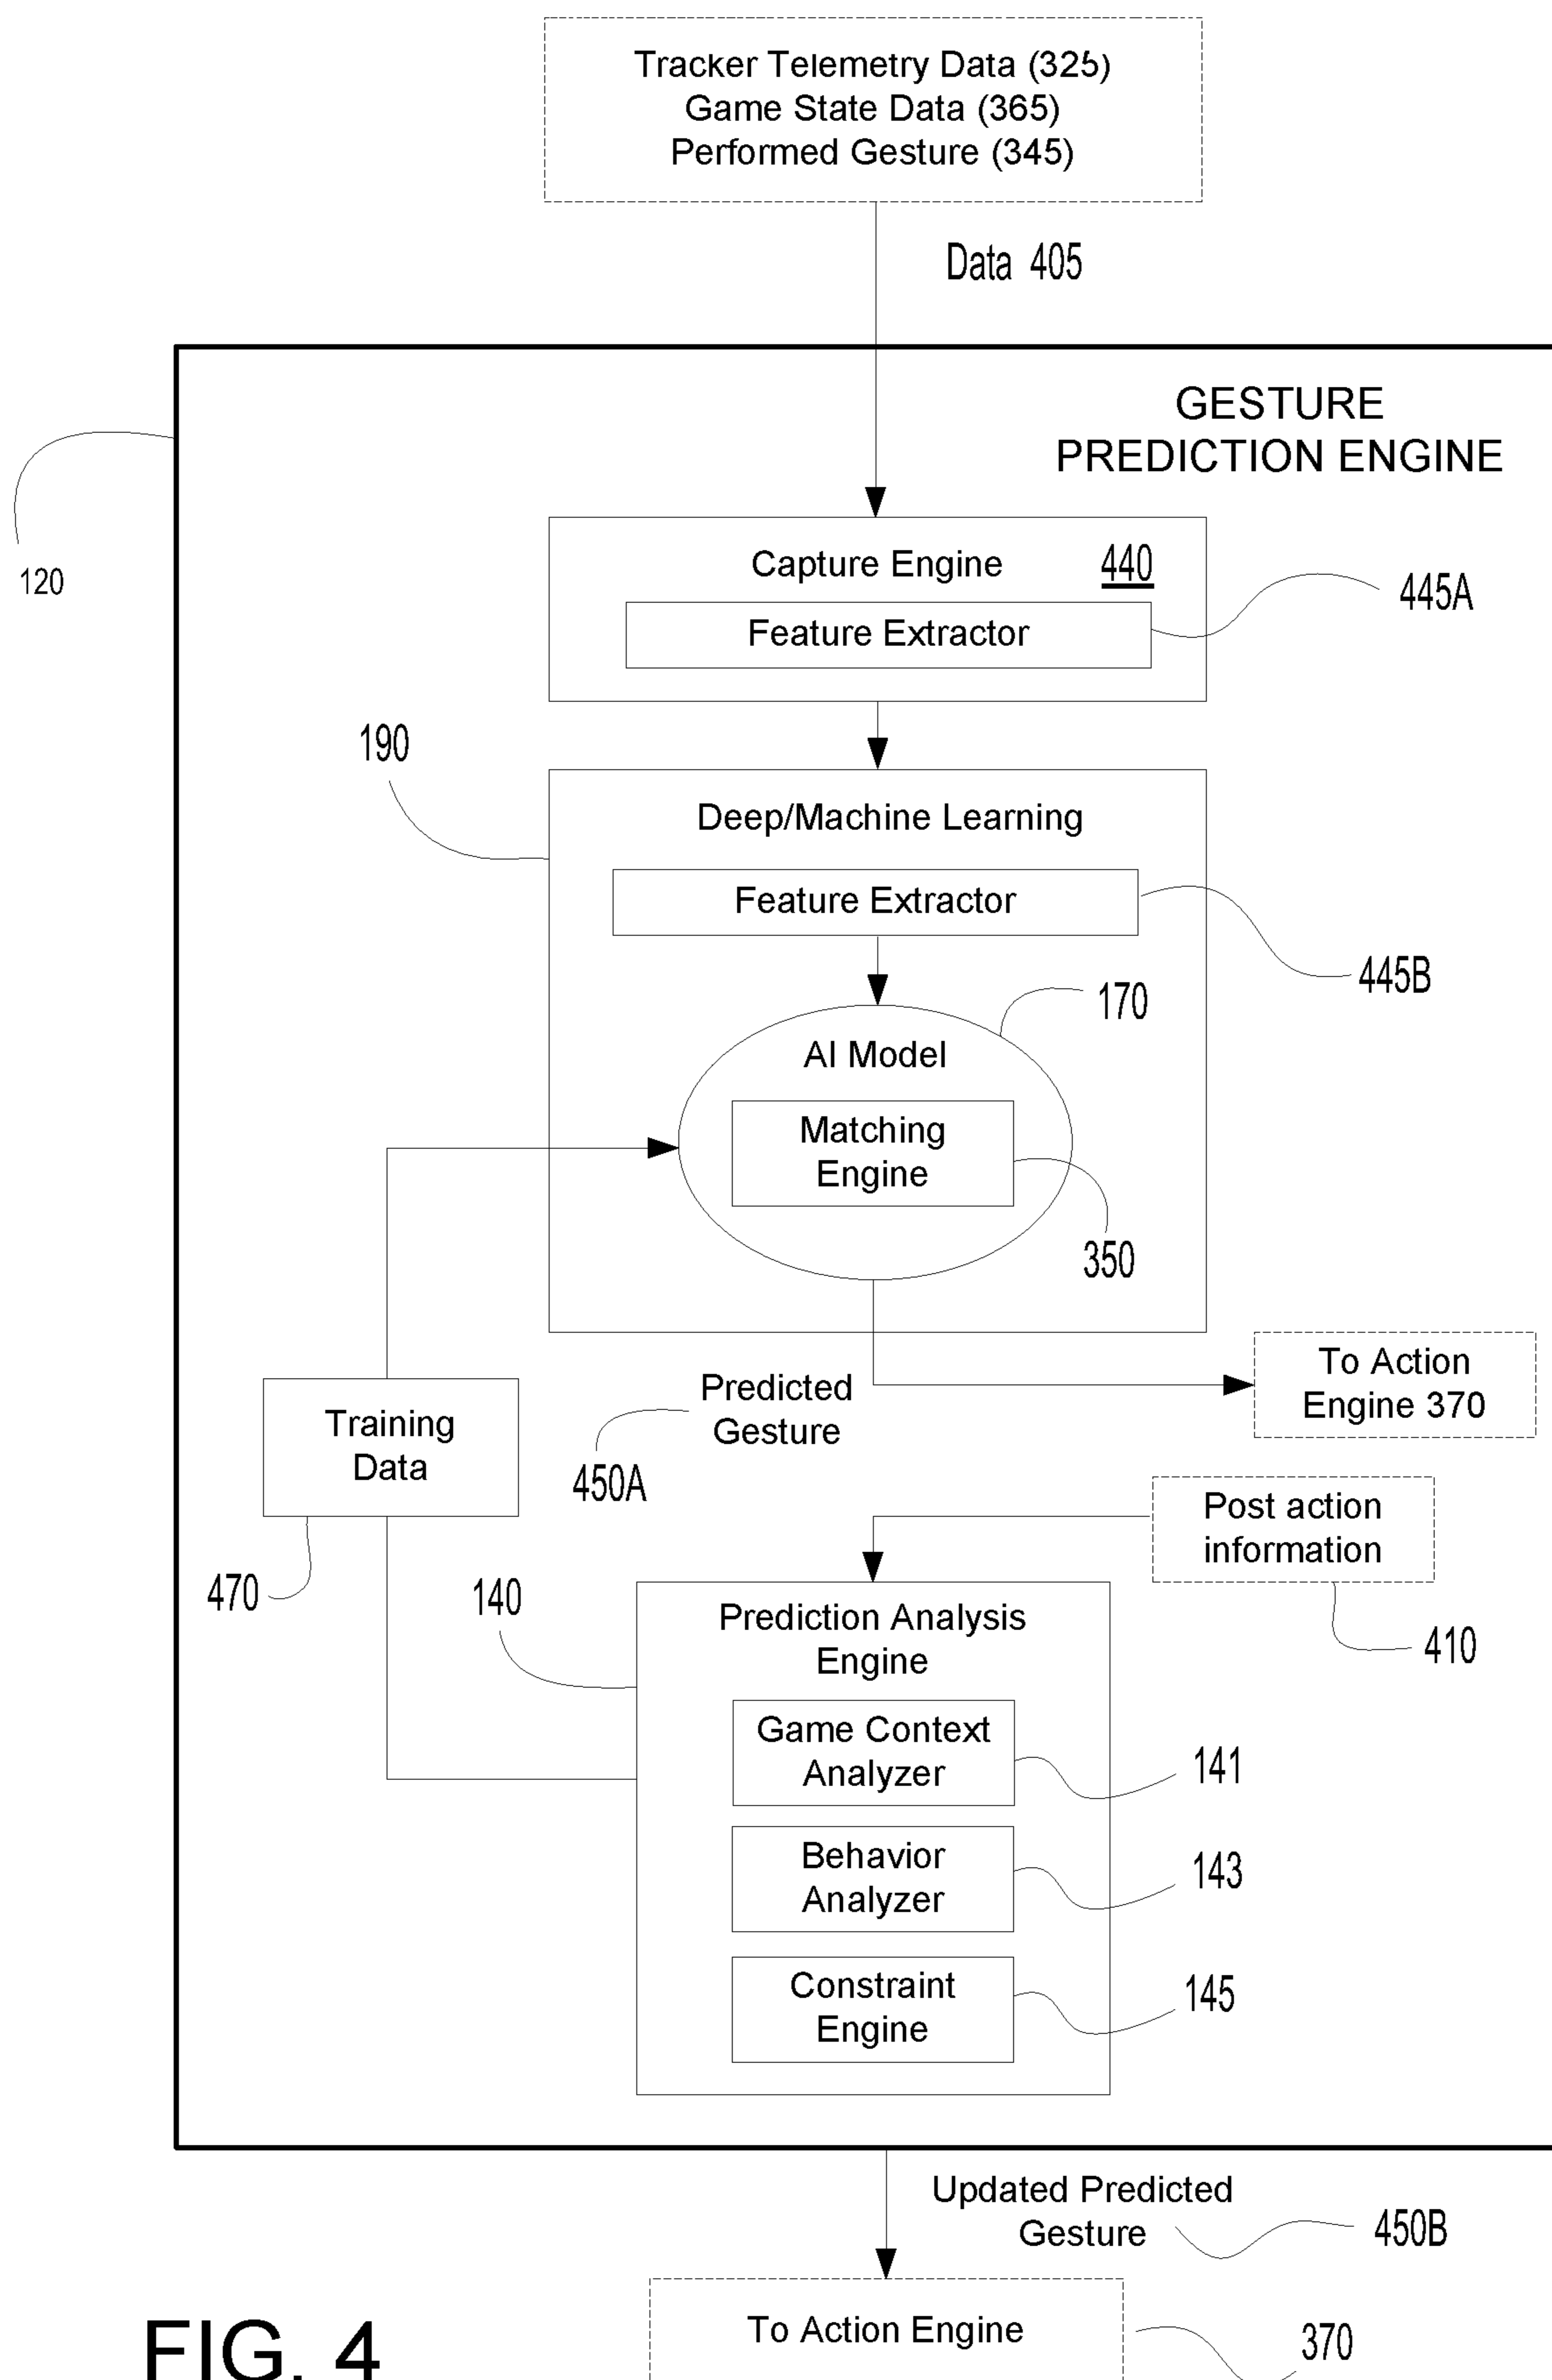 Tracker Telemetry Data (325)
Game State Data (365)
Performed Gesture (345)
Data 405
GESTURE
PREDICTION ENGINE
120
Capture Engine 440
Feature Extractor
445A
190
Deep/Machine Learning
Feature Extractor
445B
170
AI Model
Matching
Engine
350
To Action
Engine 370
Predicted
Gesture
450A
Training
Data
470
Post action
information
410
140
Prediction Analysis
Engine
Game Context
Analyzer
141
Behavior
Analyzer
143
Constraint
Engine
145
Updated Predicted
Gesture
450B
To Action Engine
370
FIG. 4